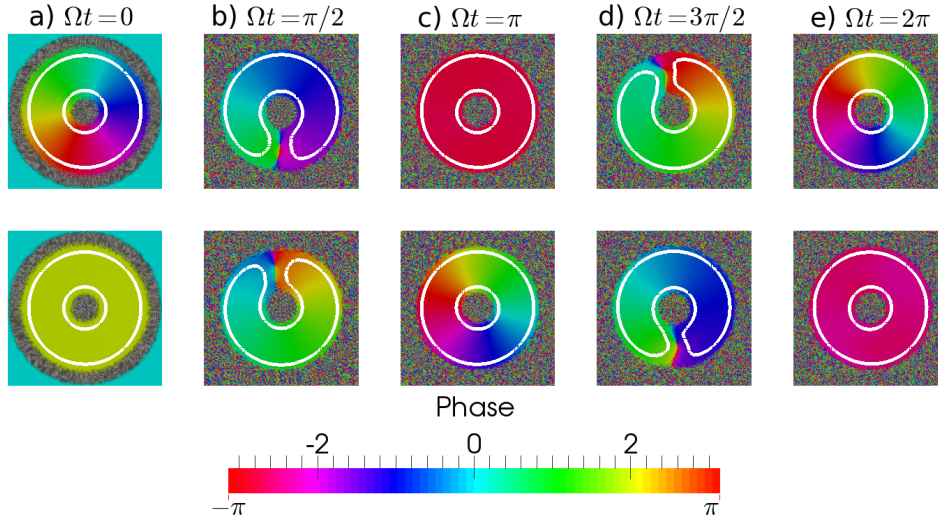 a) Ωt = 0 b) Ωt = π/2 c) Ωt = π d) Ωt = 3π/2 e) Ωt = 2π
Phase
-2 0 2
−π π